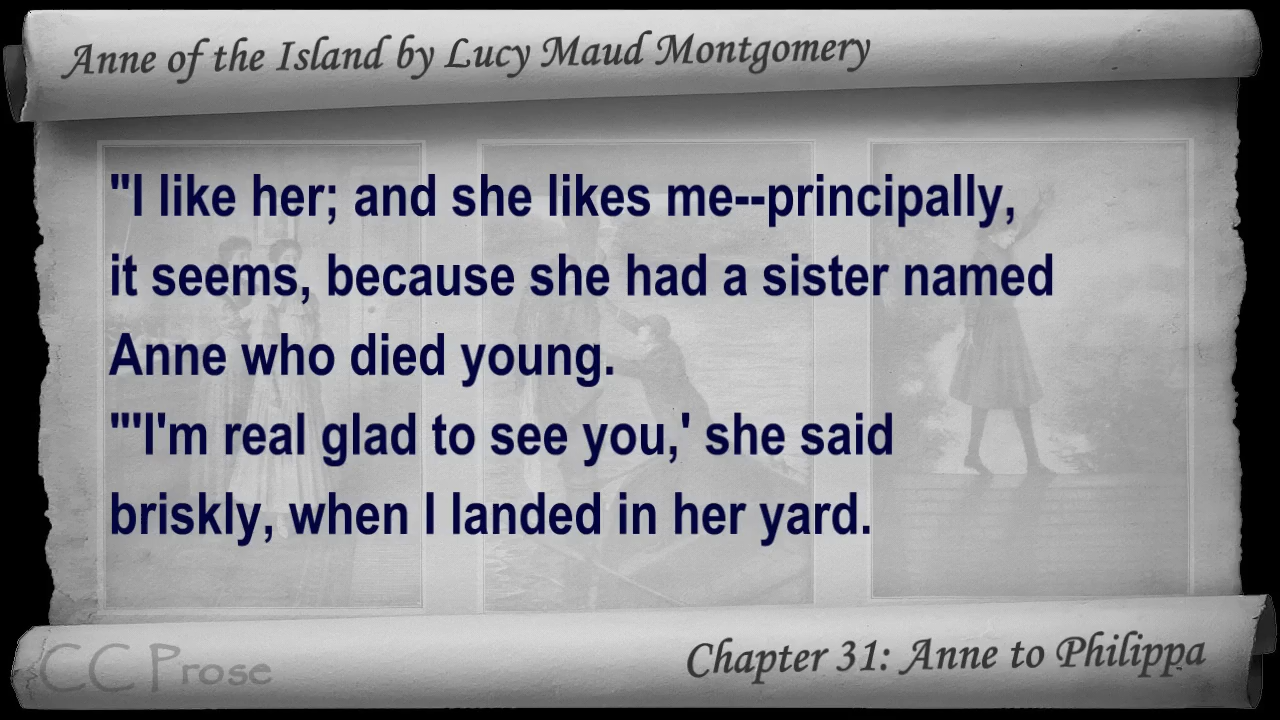 Anne of the Island by Lucy Maud Montgomery
"I like her; and she likes me--principally,
it seems, because she had a sister named
Anne who died young.
"'I'm real glad to see you,' she said
briskly, when I landed in her yard.
CC Prose
Chapter 31: Anne to Philippa